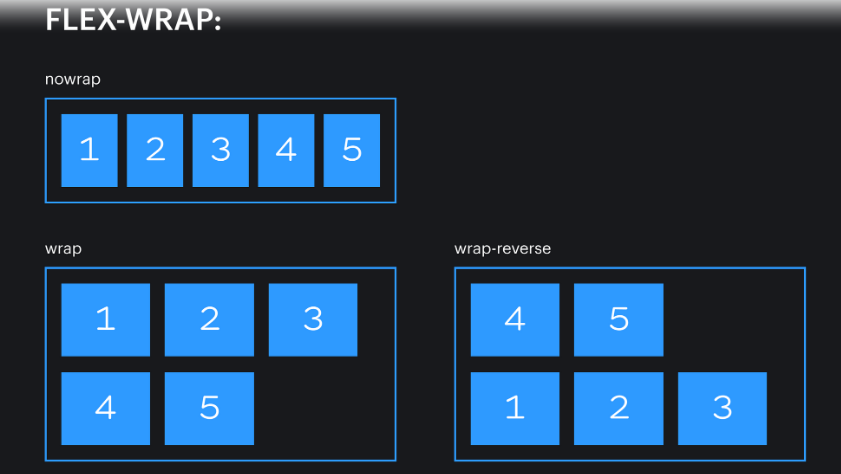 FLEX-WRAP:
nowrap
1 2 3 4 5
wrap
1 2 3
4 5
wrap-reverse
4 5
1 2 3